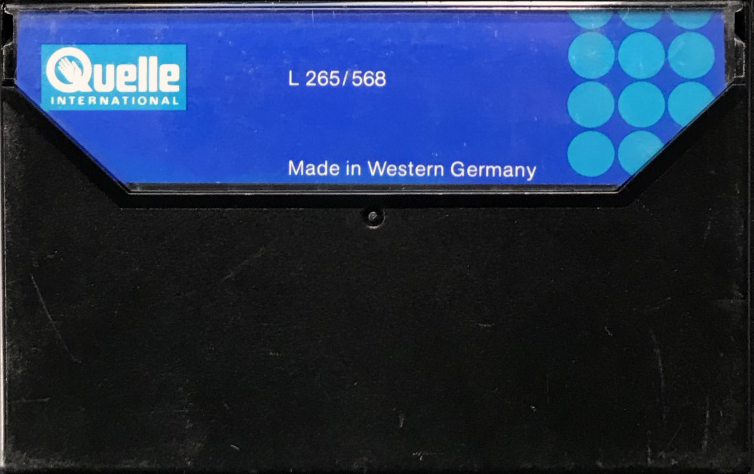 Quelle
INTERNATIONAL
L 265/568
Made in Western Germany